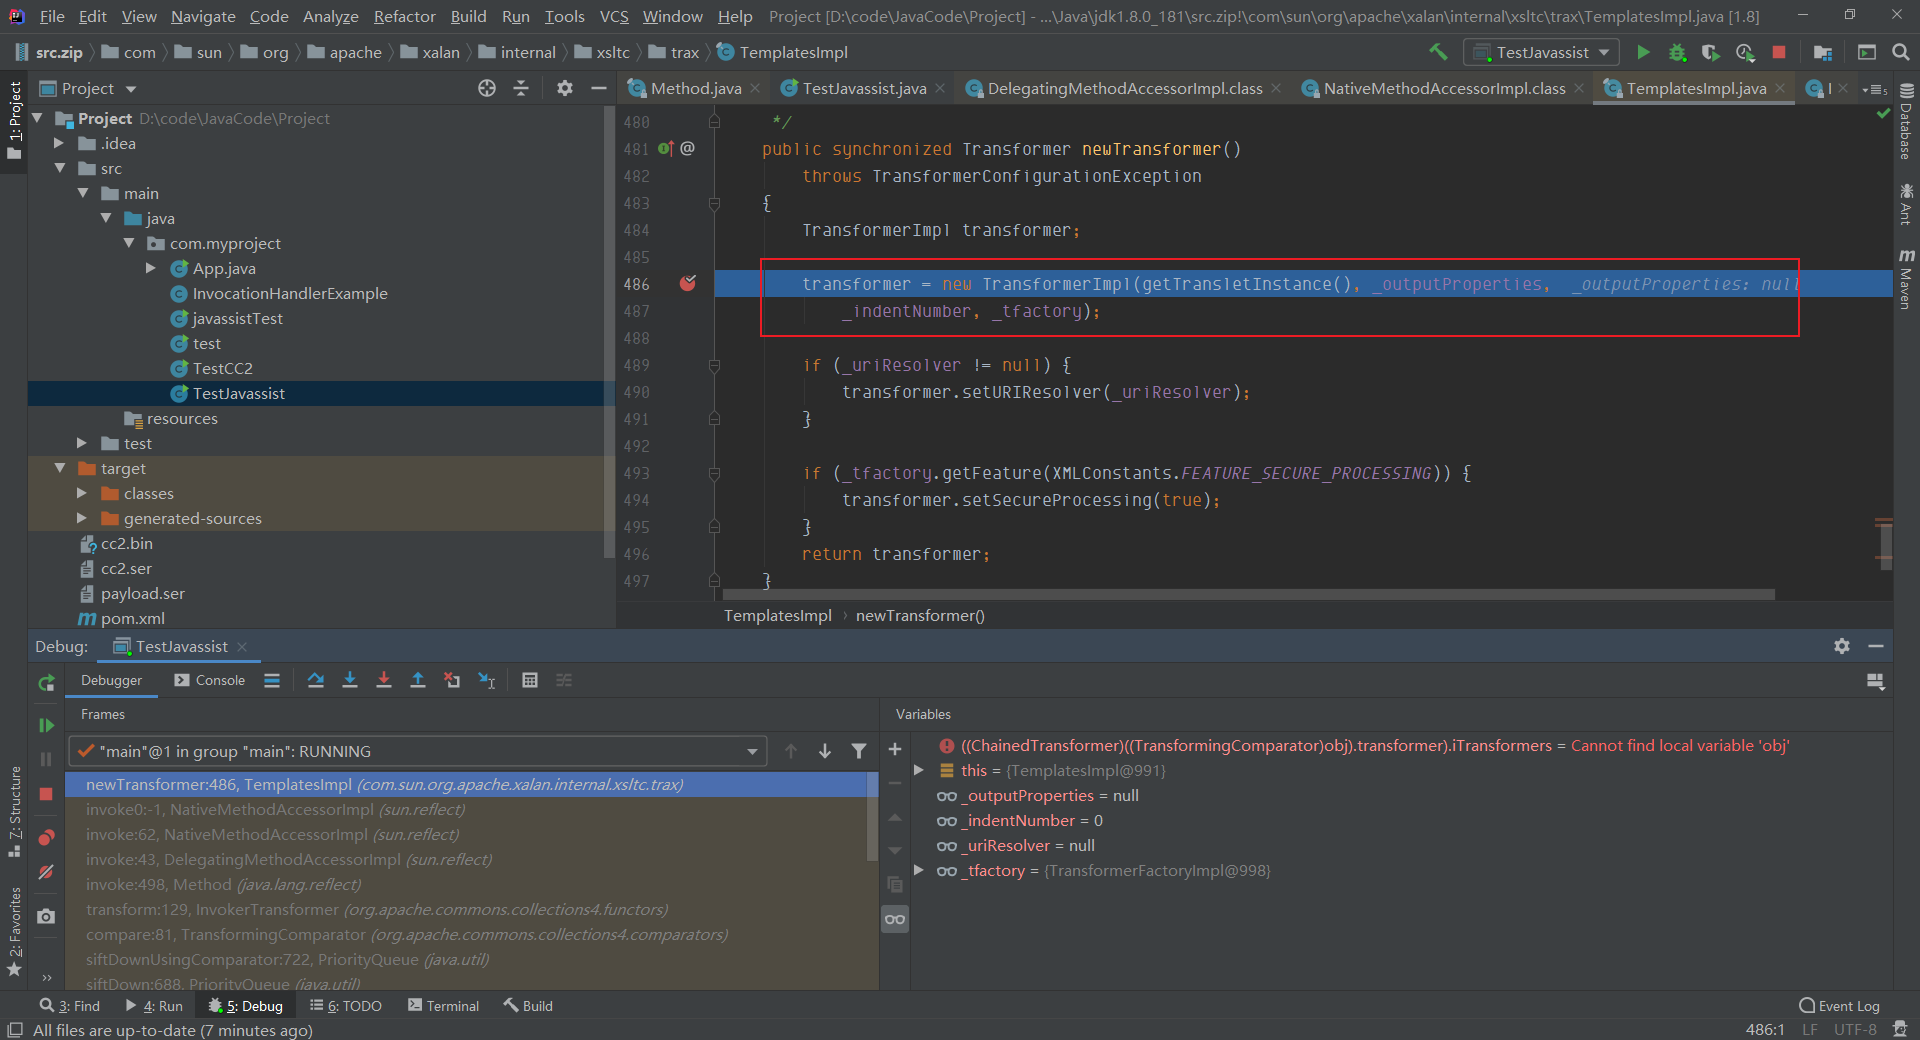 File Edit View Navigate Code Analyze Refactor Build Run Tools VCS Window Help Project [D:\code\JavaCode\Project] - ...\Java\jdk1.8.0_181\src.zip!\com\sun\org\apache\xalan\internal\xsltc\trax\TemplatesImpl.java [1.8]
src.zip com sun org apache xalan internal xsltc trax TemplatesImpl TestJavassist
Project
Method.java TestJavassist.java DelegatingMethodAccessorImpl.class NativeMethodAccessorImpl.class TemplatesImpl.java I
1: Project
7: Structure
2: Favorites
Database
Ant
Maven
Project D:\code\JavaCode\Project
.idea
src
main
java
com.myproject
App.java
InvocationHandlerExample
javassistTest
test
TestCC2
TestJavassist
resources
test
target
classes
generated-sources
cc2.bin
cc2.ser
payload.ser
pom.xml
480 */
481 @ public synchronized Transformer newTransformer()
482 throws TransformerConfigurationException
483 {
484 TransformerImpl transformer;
485
486 transformer = new TransformerImpl(getTransletInstance(), _outputProperties, _outputProperties: null
487 _indentNumber, _tfactory);
488
489 if (_uriResolver != null) {
490 transformer.setURIResolver(_uriResolver);
491 }
492
493 if (_tfactory.getFeature(XMLConstants.FEATURE_SECURE_PROCESSING)) {
494 transformer.setSecureProcessing(true);
495 }
496 return transformer;
497 }
TemplatesImpl › newTransformer()
Debug: TestJavassist
Debugger Console
Frames
"main"@1 in group "main": RUNNING
newTransformer:486, TemplatesImpl (com.sun.org.apache.xalan.internal.xsltc.trax)
invoke0:-1, NativeMethodAccessorImpl (sun.reflect)
invoke:62, NativeMethodAccessorImpl (sun.reflect)
invoke:43, DelegatingMethodAccessorImpl (sun.reflect)
invoke:498, Method (java.lang.reflect)
transform:129, InvokerTransformer (org.apache.commons.collections4.functors)
compare:81, TransformingComparator (org.apache.commons.collections4.comparators)
siftDownUsingComparator:722, PriorityQueue (java.util)
siftDown:688, PriorityQueue (java.util)
Variables
((ChainedTransformer)((TransformingComparator)obj).transformer).iTransformers = Cannot find local variable 'obj'
this = {TemplatesImpl@991}
_outputProperties = null
_indentNumber = 0
_uriResolver = null
_tfactory = {TransformerFactoryImpl@998}
3: Find 4: Run 5: Debug 6: TODO Terminal Build Event Log
All files are up-to-date (7 minutes ago) 486:1 LF UTF-8